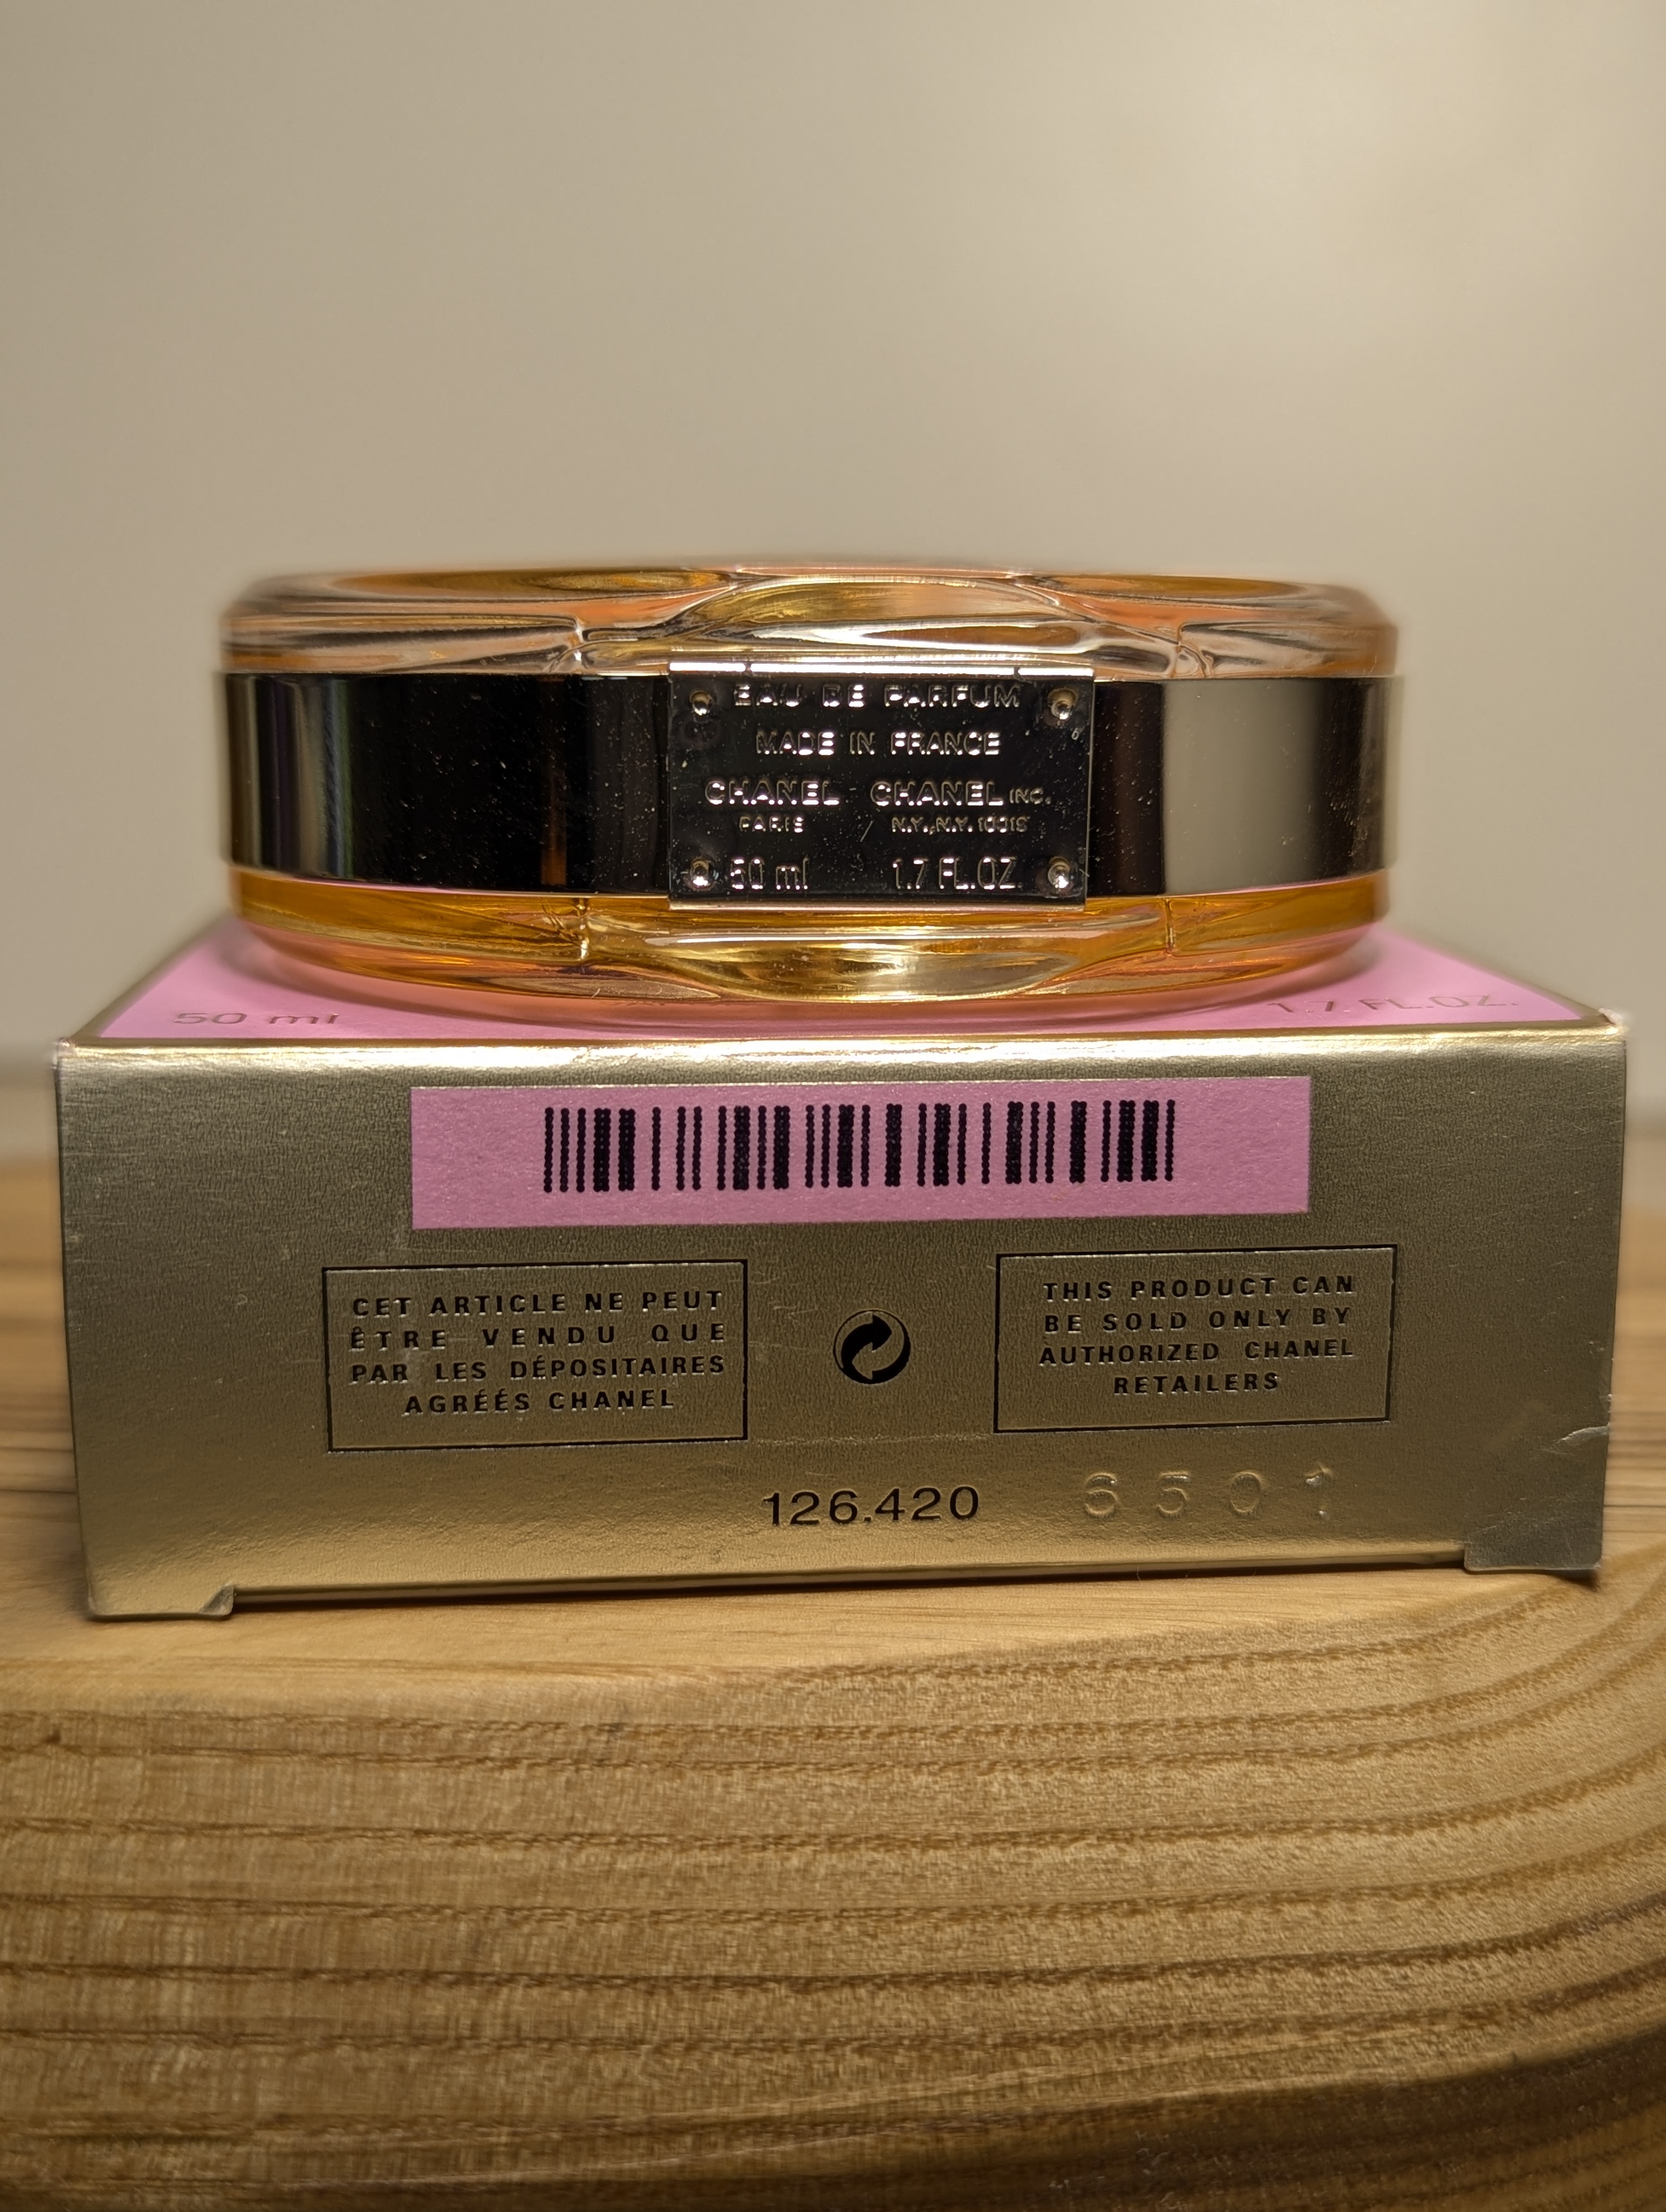 EAU DE PARFUM
MADE IN FRANCE
CHANEL CHANEL INC.
PARIS N.Y., N.Y. 10019
50 ml 1.7 FL.OZ.
50 ml 1.7 FL.OZ.
CET ARTICLE NE PEUT
ÊTRE VENDU QUE
PAR LES DÉPOSITAIRES
AGRÉÉS CHANEL
THIS PRODUCT CAN
BE SOLD ONLY BY
AUTHORIZED CHANEL
RETAILERS
126.420
6301